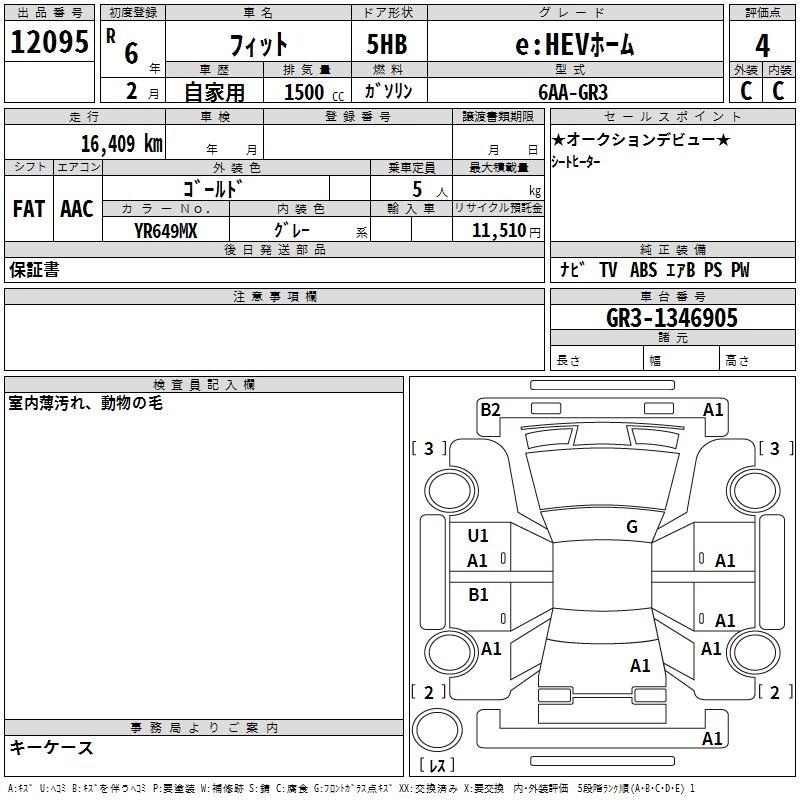 出品番号 初度登録 車名 ドア形状 グレード 評価点
12095 R 6 年 フィット 5HB e:HEVホーム 4
車歴 排気量 燃料 型式 外装 内装
2 月 自家用 1500 CC ｶﾞｿﾘﾝ 6AA-GR3 C C
走行 車検 登録番号 譲渡書類期限 セールスポイント
16,409 km 年 月 月 日 ★オークションデビュー★
ｼｰﾄﾋｰﾀｰ
シフト エアコン 外装色 乗車定員 最大積載量
FAT AAC ｺﾞｰﾙﾄﾞ 5 人 kg
カラーNo. 内装色 輸入車 リサイクル預託金
YR649MX ｸﾞﾚｰ 系 11,510 円
後日発送部品 純正装備
保証書 ﾅﾋﾞ TV ABS ｴｱB PS PW
注意事項欄 車台番号
GR3-1346905
諸元
長さ 幅 高さ
検査員記入欄
室内薄汚れ、動物の毛
B2 A1
[ 3 ] [ 3 ]
G
U1
A1 A1
B1
A1
A1 A1
A1
[ 2 ] [ 2 ]
事務局よりご案内
キーケース
A1
[ ﾚｽ ]
A:ｷｽﾞ U:ﾍｺﾐ B:ｷｽﾞを伴うﾍｺﾐ P:要塗装 W:補修跡 S:錆 C:腐食 G:ﾌﾛﾝﾄｶﾞﾗｽ点ｷｽﾞ XX:交換済み X:要交換 内・外装評価 5段階ﾗﾝｸ順(A・B・C・D・E) 1